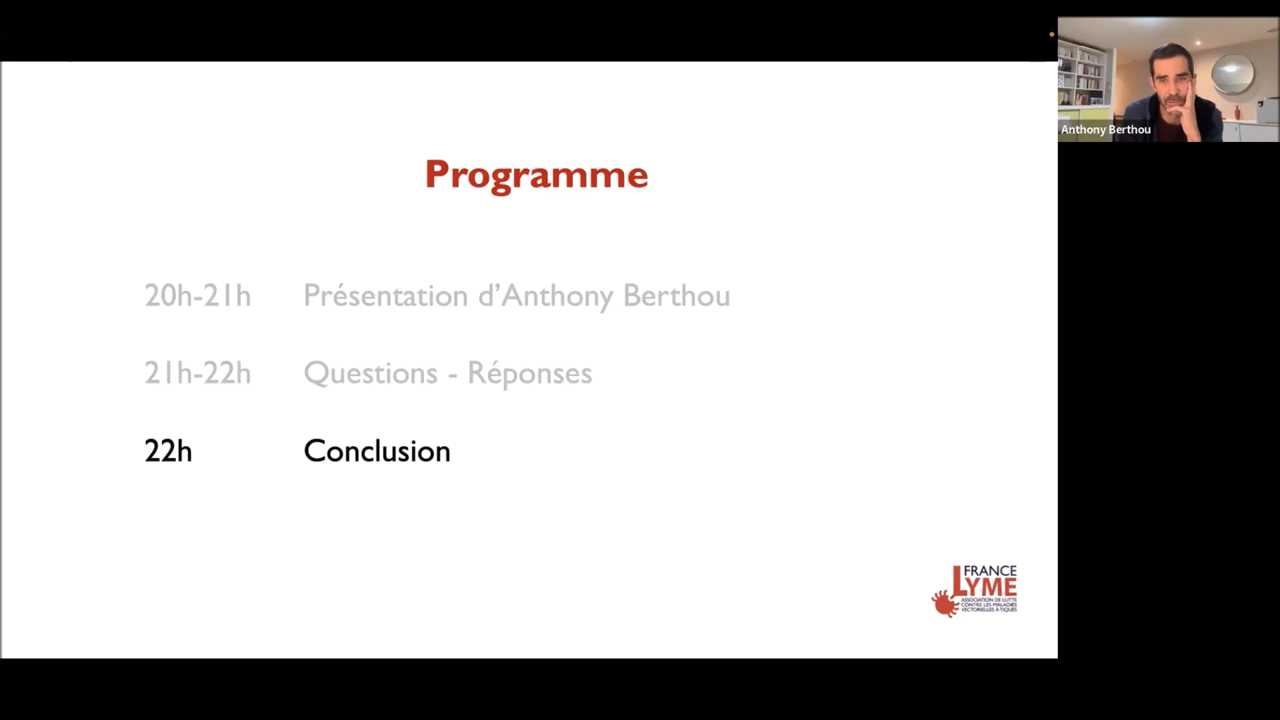 Programme
20h-21h Présentation d'Anthony Berthou
21h-22h Questions - Réponses
22h Conclusion
Anthony Berthou
FRANCE
LYME
ASSOCIATION DE LUTTE
CONTRE LES MALADIES
VECTORIELLES À TIQUES